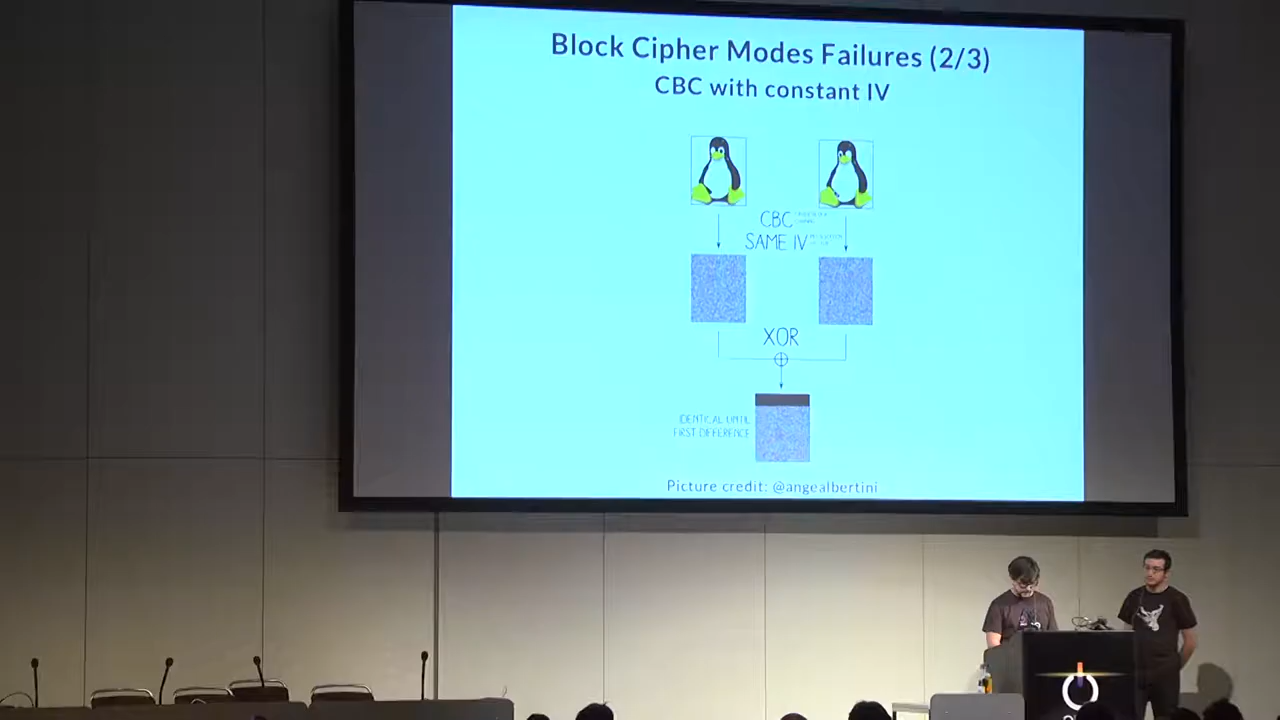 Block Cipher Modes Failures (2/3)
CBC with constant IV
CBC
SAME IV
XOR
IDENTICAL UNTIL
FIRST DIFFERENCE
Picture credit: @angealbertini